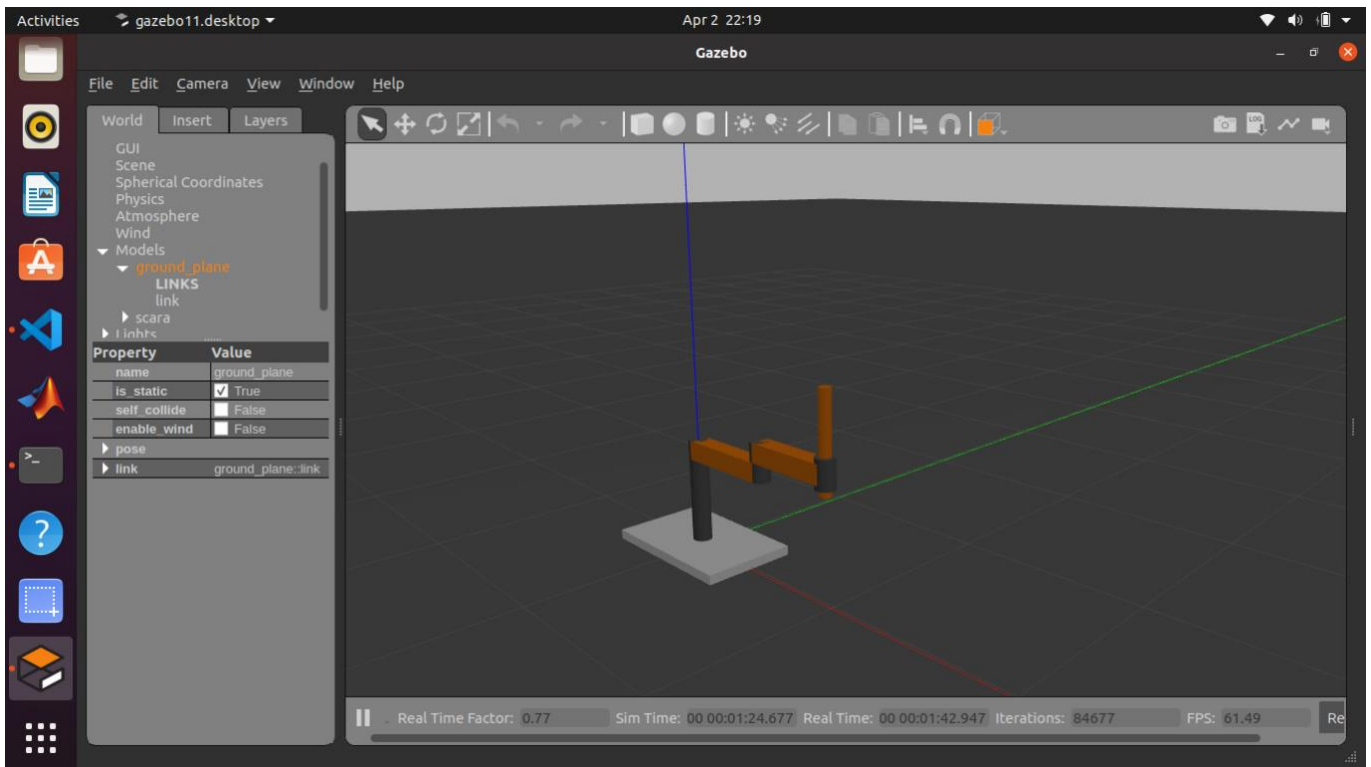 Activities gazebo11.desktop Apr 2 22:19
Gazebo
File Edit Camera View Window Help
World Insert Layers
GUI
Scene
Spherical Coordinates
Physics
Atmosphere
Wind
Models
ground_plane
LINKS
link
scara
Lights
Property Value
name ground_plane
is_static True
self_collide False
enable_wind False
pose
link ground_plane::link
LOG
>_
?
A
Real Time Factor: 0.77 Sim Time: 00 00:01:24.677 Real Time: 00 00:01:42.947 Iterations: 84677 FPS: 61.49 Re